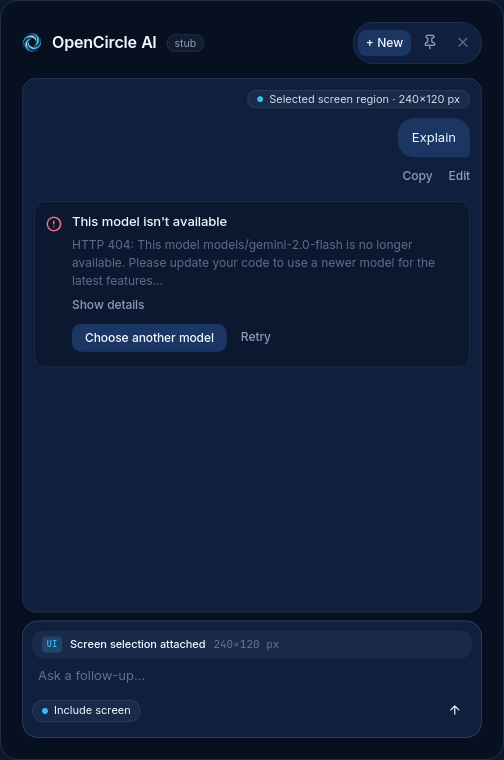 OpenCircle AI stub + New
Selected screen region · 240×120 px
Explain
Copy Edit
This model isn't available
HTTP 404: This model models/gemini-2.0-flash is no longer
available. Please update your code to use a newer model for the
latest features...
Show details
Choose another model Retry
UI Screen selection attached 240×120 px
Ask a follow-up...
Include screen